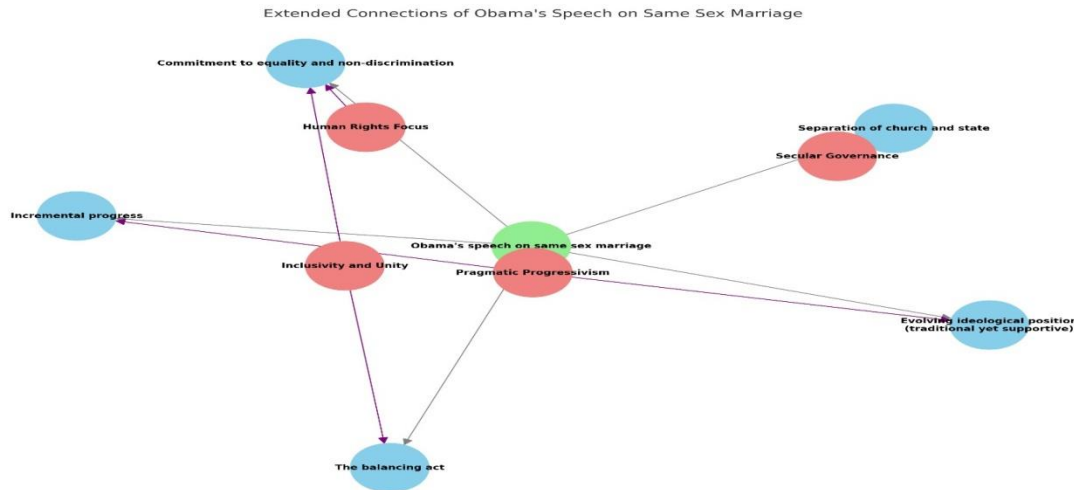 Extended Connections of Obama's Speech on Same Sex Marriage
Commitment to equality and non-discrimination
Human Rights Focus
Separation of church and state
Secular Governance
Incremental progress
Obama's speech on same sex marriage
Inclusivity and Unity
Pragmatic Progressivism
Evolving ideological position
(traditional yet supportive)
The balancing act